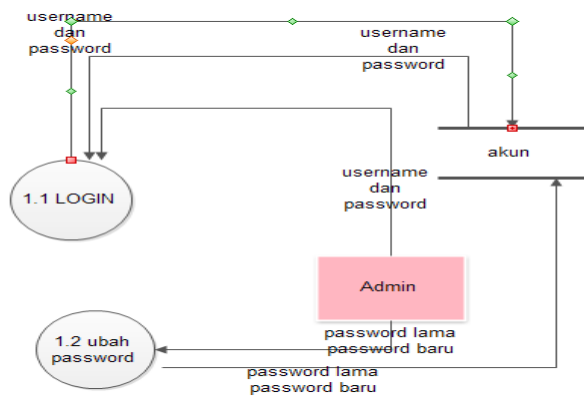 username
dan
password
username
dan
password
akun
1.1 LOGIN
username
dan
password
Admin
password lama
password baru
1.2 ubah
password
password lama
password baru